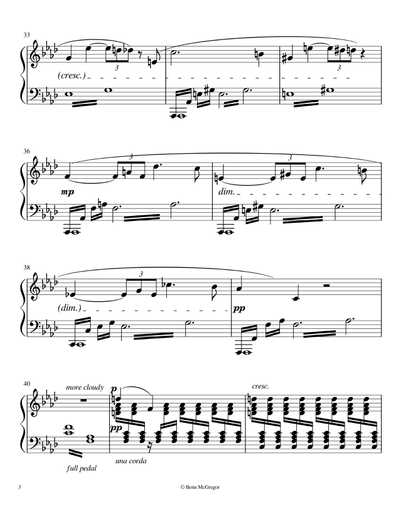 33
3
3
(cresc.)
36
3
3
mp
dim.
38
3
(dim.)
pp
40
more cloudy
p
cresc.
pp
full pedal
una corda
3
© Rosie McGregor